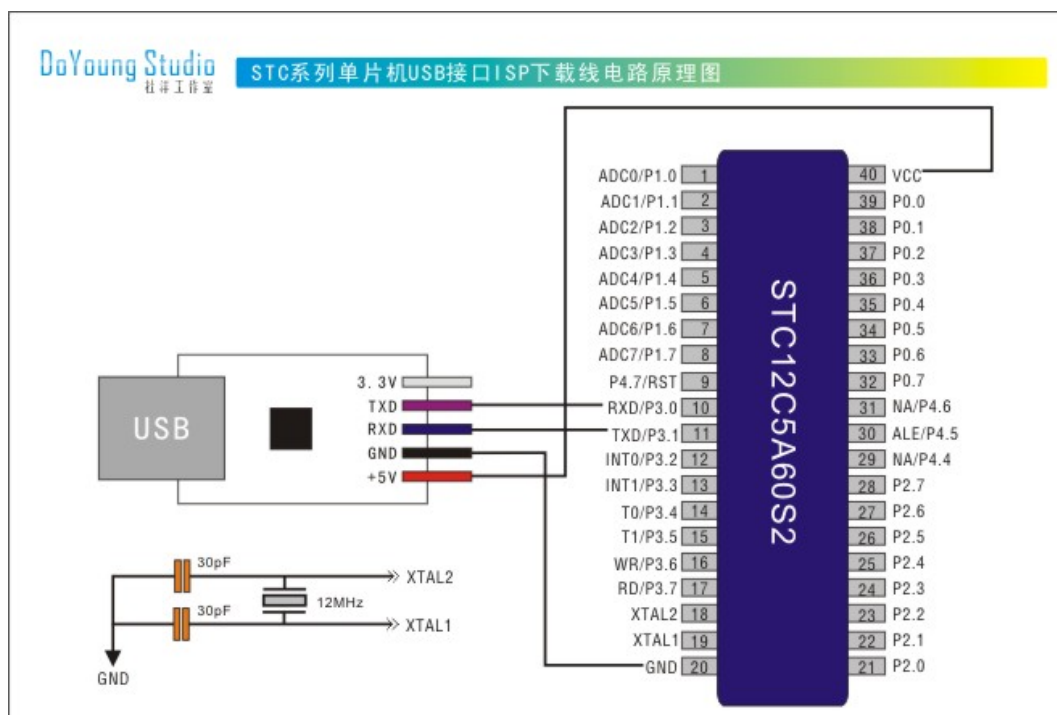 DoYoung Studio
杜洋工作室
STC系列单片机USB接口ISP下载线电路原理图
ADC0/P1.0 1
ADC1/P1.1 2
ADC2/P1.2 3
ADC3/P1.3 4
ADC4/P1.4 5
ADC5/P1.5 6
ADC6/P1.6 7
ADC7/P1.7 8
P4.7/RST 9
RXD/P3.0 10
TXD/P3.1 11
INT0/P3.2 12
INT1/P3.3 13
T0/P3.4 14
T1/P3.5 15
WR/P3.6 16
RD/P3.7 17
XTAL2 18
XTAL1 19
GND 20
STC12C5A60S2
40 VCC
39 P0.0
38 P0.1
37 P0.2
36 P0.3
35 P0.4
34 P0.5
33 P0.6
32 P0.7
31 NA/P4.6
30 ALE/P4.5
29 NA/P4.4
28 P2.7
27 P2.6
26 P2.5
25 P2.4
24 P2.3
23 P2.2
22 P2.1
21 P2.0
USB
3.3V
TXD
RXD
GND
+5V
30pF
XTAL2
12MHz
30pF
XTAL1
GND